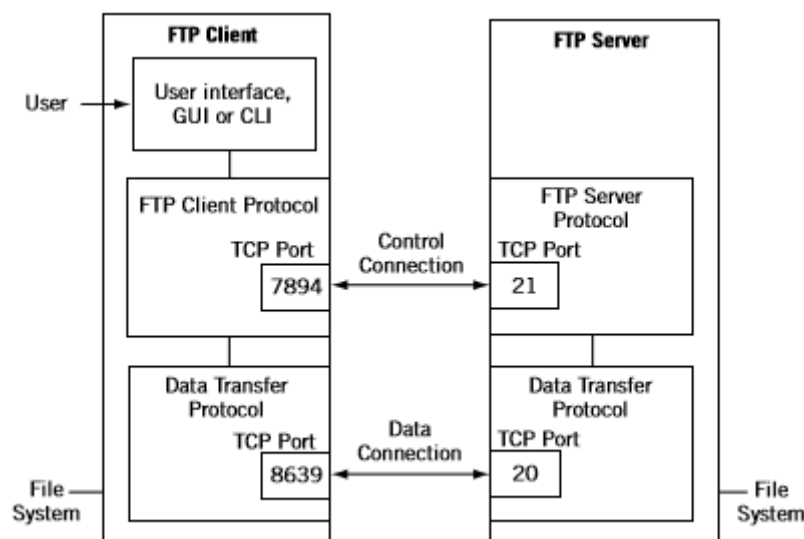 FTP Client
FTP Server
User
User interface,
GUI or CLI
FTP Client Protocol
TCP Port
7894
Control
Connection
FTP Server
Protocol
TCP Port
21
Data Transfer
Protocol
TCP Port
8639
Data
Connection
Data Transfer
Protocol
TCP Port
20
File
System
File
System